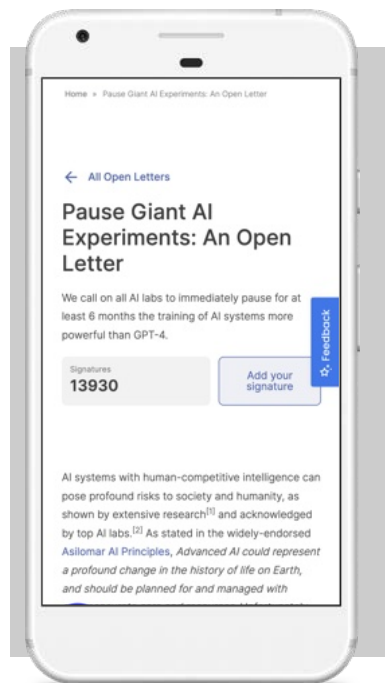 Home » Pause Giant AI Experiments: An Open Letter
← All Open Letters
Pause Giant AI
Experiments: An Open
Letter
We call on all AI labs to immediately pause for at
least 6 months the training of AI systems more
powerful than GPT-4.
Feedback
Signatures
13930
Add your
signature
AI systems with human-competitive intelligence can
pose profound risks to society and humanity, as
shown by extensive research[1] and acknowledged
by top AI labs.[2] As stated in the widely-endorsed
Asilomar AI Principles, Advanced AI could represent
a profound change in the history of life on Earth,
and should be planned for and managed with